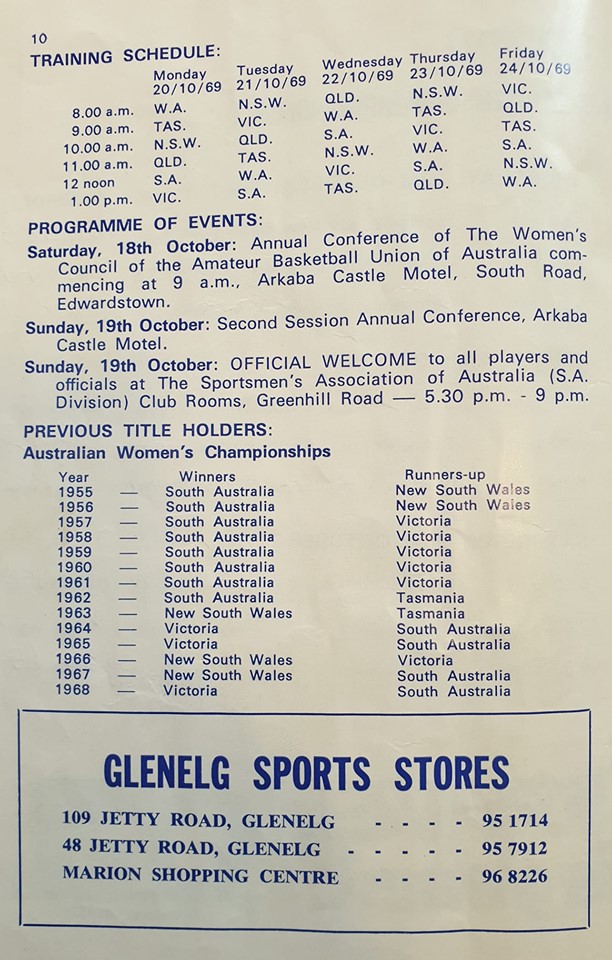 10
TRAINING SCHEDULE:
Monday Tuesday Wednesday Thursday Friday
20/10/69 21/10/69 22/10/69 23/10/69 24/10/69
8.00 a.m. W.A. N.S.W. QLD. N.S.W. VIC.
9.00 a.m. TAS. VIC. W.A. TAS. QLD.
10.00 a.m. N.S.W. QLD. S.A. VIC. TAS.
11.00 a.m. QLD. TAS. N.S.W. W.A. S.A.
12 noon S.A. W.A. VIC. S.A. N.S.W.
1.00 p.m. VIC. S.A. TAS. QLD. W.A.
PROGRAMME OF EVENTS:
Saturday, 18th October: Annual Conference of The Women's
Council of the Amateur Basketball Union of Australia com-
mencing at 9 a.m., Arkaba Castle Motel, South Road,
Edwardstown.
Sunday, 19th October: Second Session Annual Conference, Arkaba
Castle Motel.
Sunday, 19th October: OFFICIAL WELCOME to all players and
officials at The Sportsmen's Association of Australia (S.A.
Division) Club Rooms, Greenhill Road — 5.30 p.m. - 9 p.m.
PREVIOUS TITLE HOLDERS:
Australian Women's Championships
Year Winners Runners-up
1955 — South Australia New South Wales
1956 — South Australia New South Wales
1957 — South Australia Victoria
1958 — South Australia Victoria
1959 — South Australia Victoria
1960 — South Australia Victoria
1961 — South Australia Victoria
1962 — South Australia Tasmania
1963 — New South Wales Tasmania
1964 — Victoria South Australia
1965 — Victoria South Australia
1966 — New South Wales Victoria
1967 — New South Wales South Australia
1968 — Victoria South Australia
GLENELG SPORTS STORES
109 JETTY ROAD, GLENELG - - - - 95 1714
48 JETTY ROAD, GLENELG - - - - - 95 7912
MARION SHOPPING CENTRE - - - - 96 8226